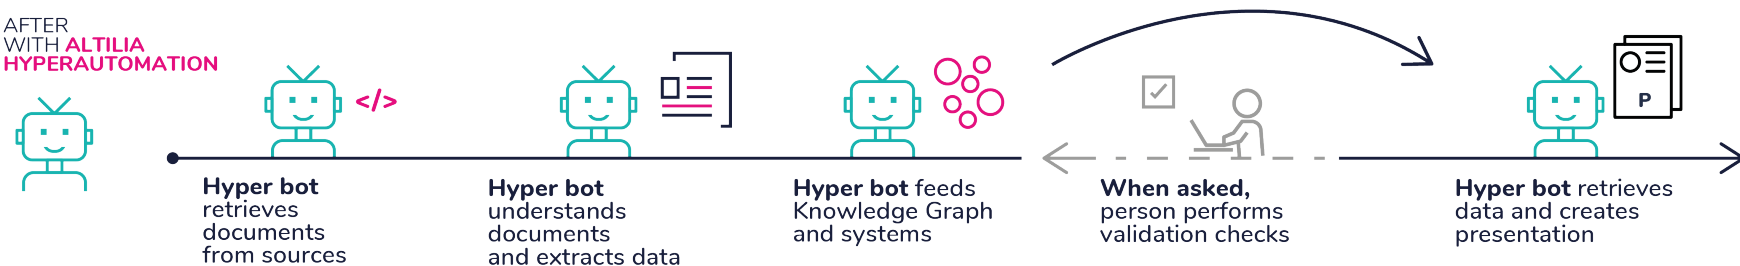 AFTER
WITH ALTILIA
HYPERAUTOMATION
</>
P
Hyper bot
retrieves
documents
from sources
Hyper bot
understands
documents
and extracts data
Hyper bot feeds
Knowledge Graph
and systems
When asked,
person performs
validation checks
Hyper bot retrieves
data and creates
presentation